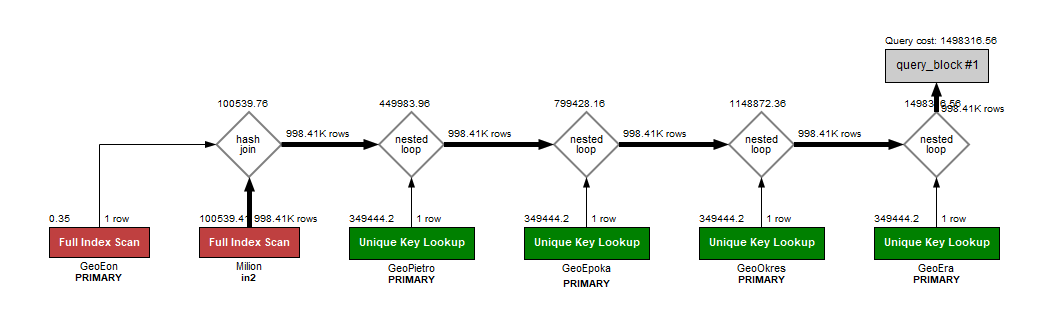 Query cost: 1498316.56
query_block #1
100539.76
449983.96
799428.16
1148872.36
1498316.56
998.41K rows
hash
join
998.41K rows
nested
loop
998.41K rows
nested
loop
998.41K rows
nested
loop
998.41K rows
nested
loop
0.35
1 row
100539.41
998.41K rows
349444.2
1 row
349444.2
1 row
349444.2
1 row
349444.2
1 row
Full Index Scan
Full Index Scan
Unique Key Lookup
Unique Key Lookup
Unique Key Lookup
Unique Key Lookup
GeoEon
PRIMARY
Milion
in2
GeoPietro
PRIMARY
GeoEpoka
PRIMARY
GeoOkres
PRIMARY
GeoEra
PRIMARY